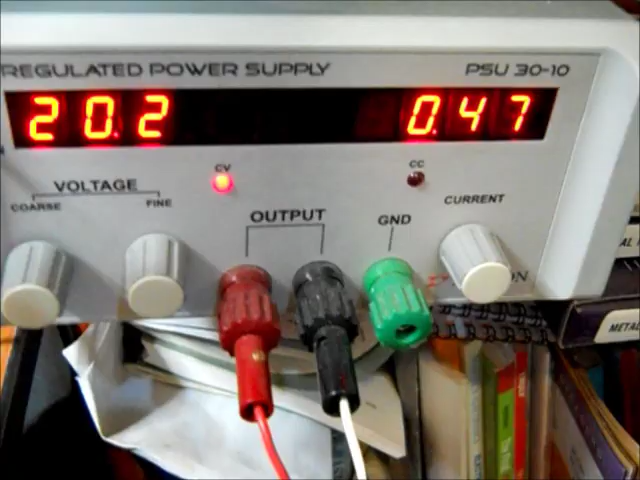 REGULATED POWER SUPPLY
PSU 30-10
20.2
0.47
CV
CC
VOLTAGE
COARSE
FINE
OUTPUT
GND
CURRENT
ON
METAL